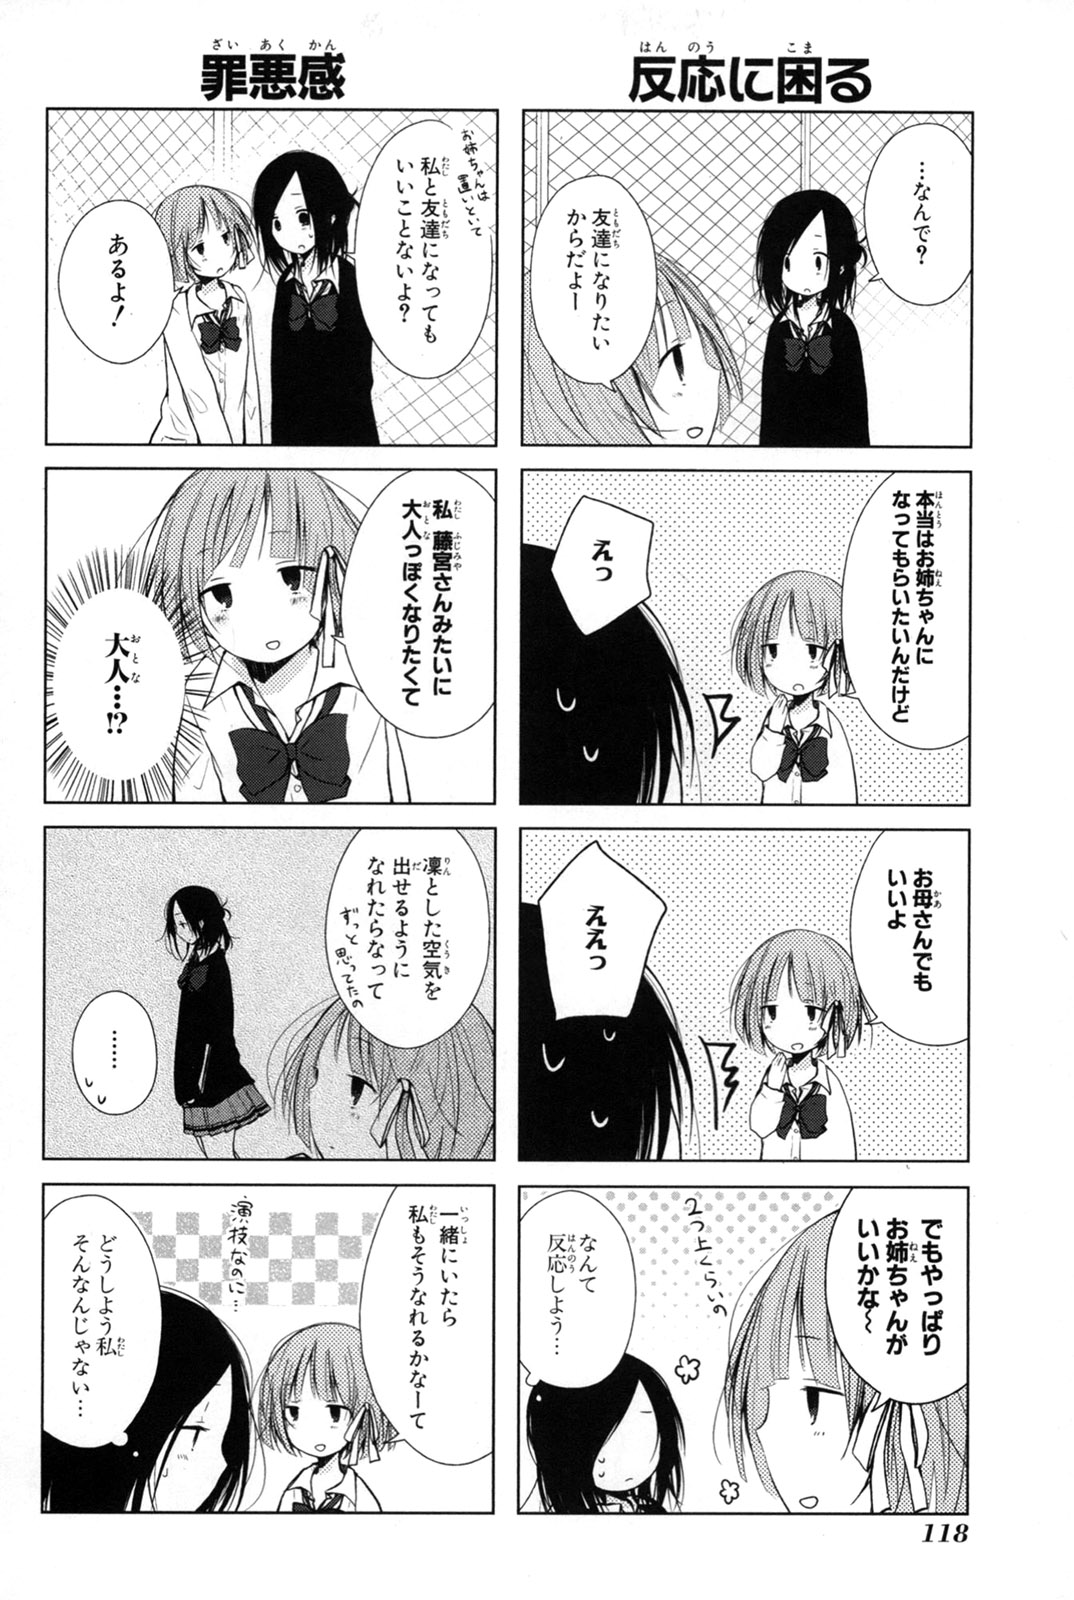 反応に困る
…なんで？
友達になりたい
からだよー
本当はお姉ちゃんに
なってもらいたいんだけど
えっ
お母さんでも
いいよ
ええっ
でもやっぱり
お姉ちゃんが
いいかな〜
2つ上くらいの
なんて
反応しよう…
罪悪感
お姉ちゃんは
置いといて
私と友達になっても
いいことないよ？
あるよ！
私 藤宮さんみたいに
大人っぽくなりたくて
大人…!?
凜とした空気を
出せるように
なれたらなって
ずっと
思ってたの
……
一緒にいたら
私もそうなれるかなーて
演技なのに…
どうしよう私
そんなんじゃない…
118